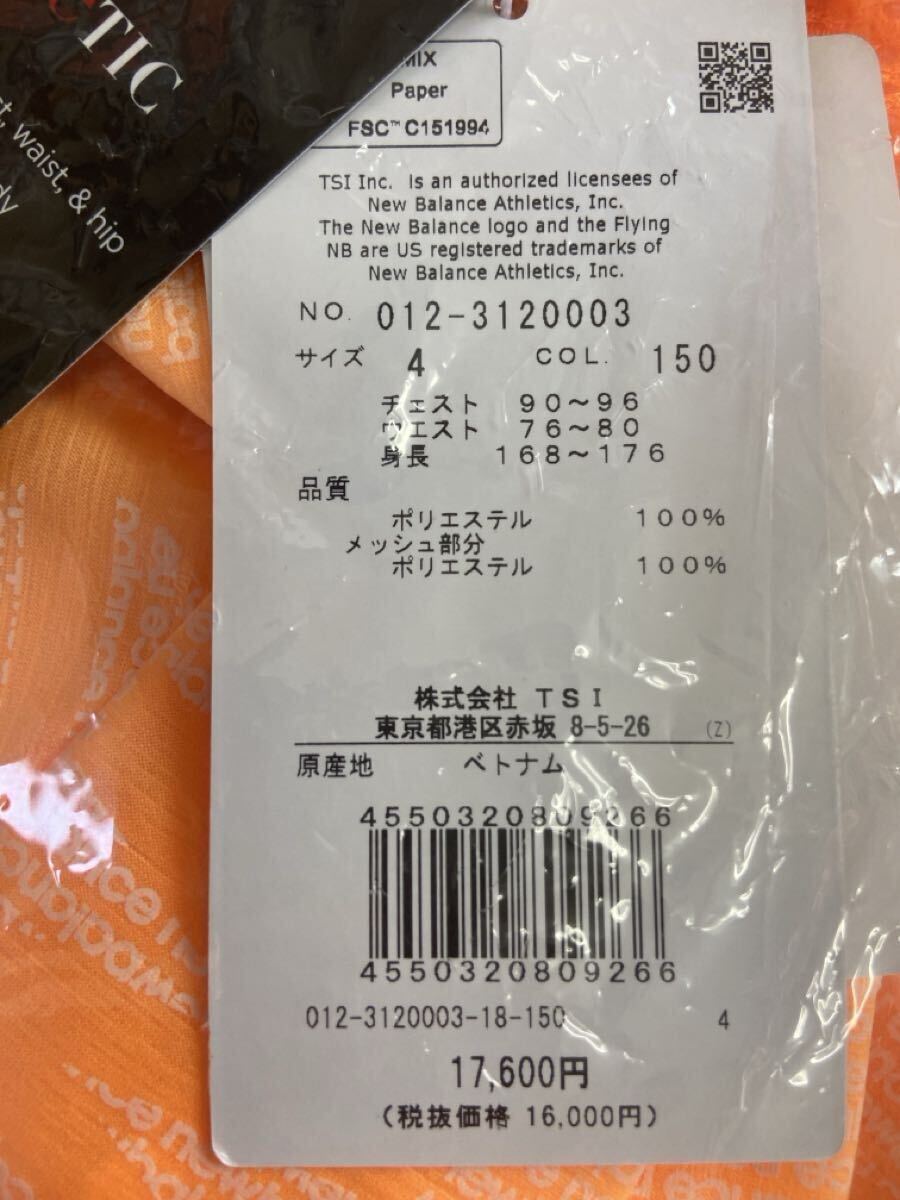 TIC
waist, & hip
MIX
Paper
FSC™ C151994
TSI Inc. is an authorized licensees of
New Balance Athletics, Inc.
The New Balance logo and the Flying
NB are US registered trademarks of
New Balance Athletics, Inc.
NO. 012-3120003
サイズ 4 COL. 150
チェスト 90～96
ウエスト 76～80
身長 168～176
品質
ポリエステル 100%
メッシュ部分
ポリエステル 100%
株式会社 TSI
東京都港区赤坂 8-5-26 (Z)
原産地 ベトナム
4550320809266
4550320809266
012-3120003-18-150 4
17,600円
(税抜価格 16,000円)
balance